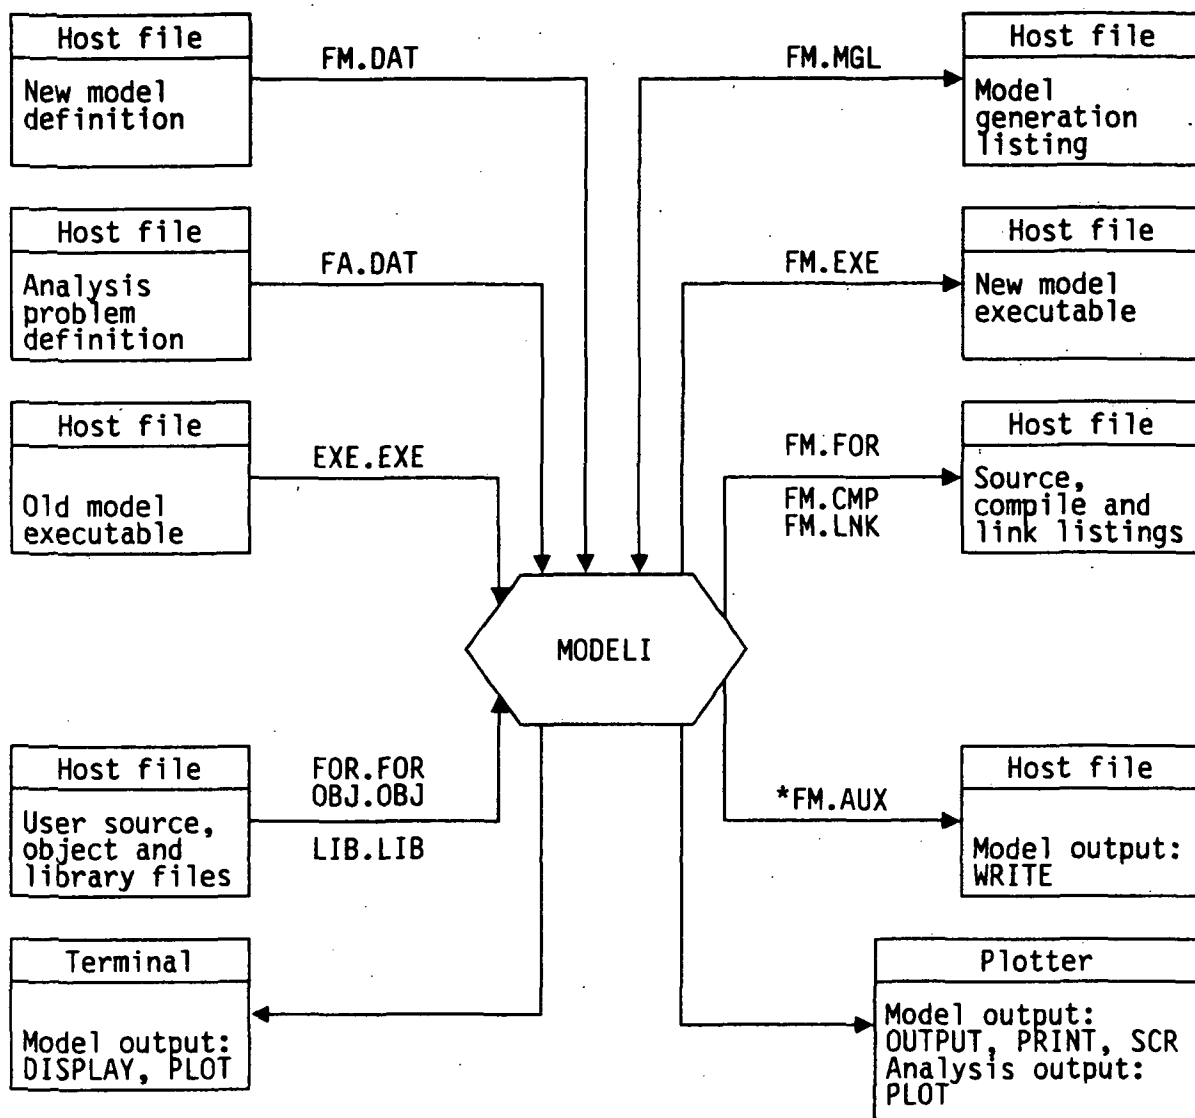 Host file
New model
definition
FM.DAT
FM.MGL
Host file
Model
generation
listing
Host file
Analysis
problem
definition
FA.DAT
FM.EXE
Host file
New model
executable
Host file
Old model
executable
EXE.EXE
FM.FOR
FM.CMP
FM.LNK
Host file
Source,
compile and
link listings
MODELI
Host file
User source,
object and
library files
FOR.FOR
OBJ.OBJ
LIB.LIB
*FM.AUX
Host file
Model output:
WRITE
Terminal
Model output:
DISPLAY, PLOT
Plotter
Model output:
OUTPUT, PRINT, SCR
Analysis output:
PLOT